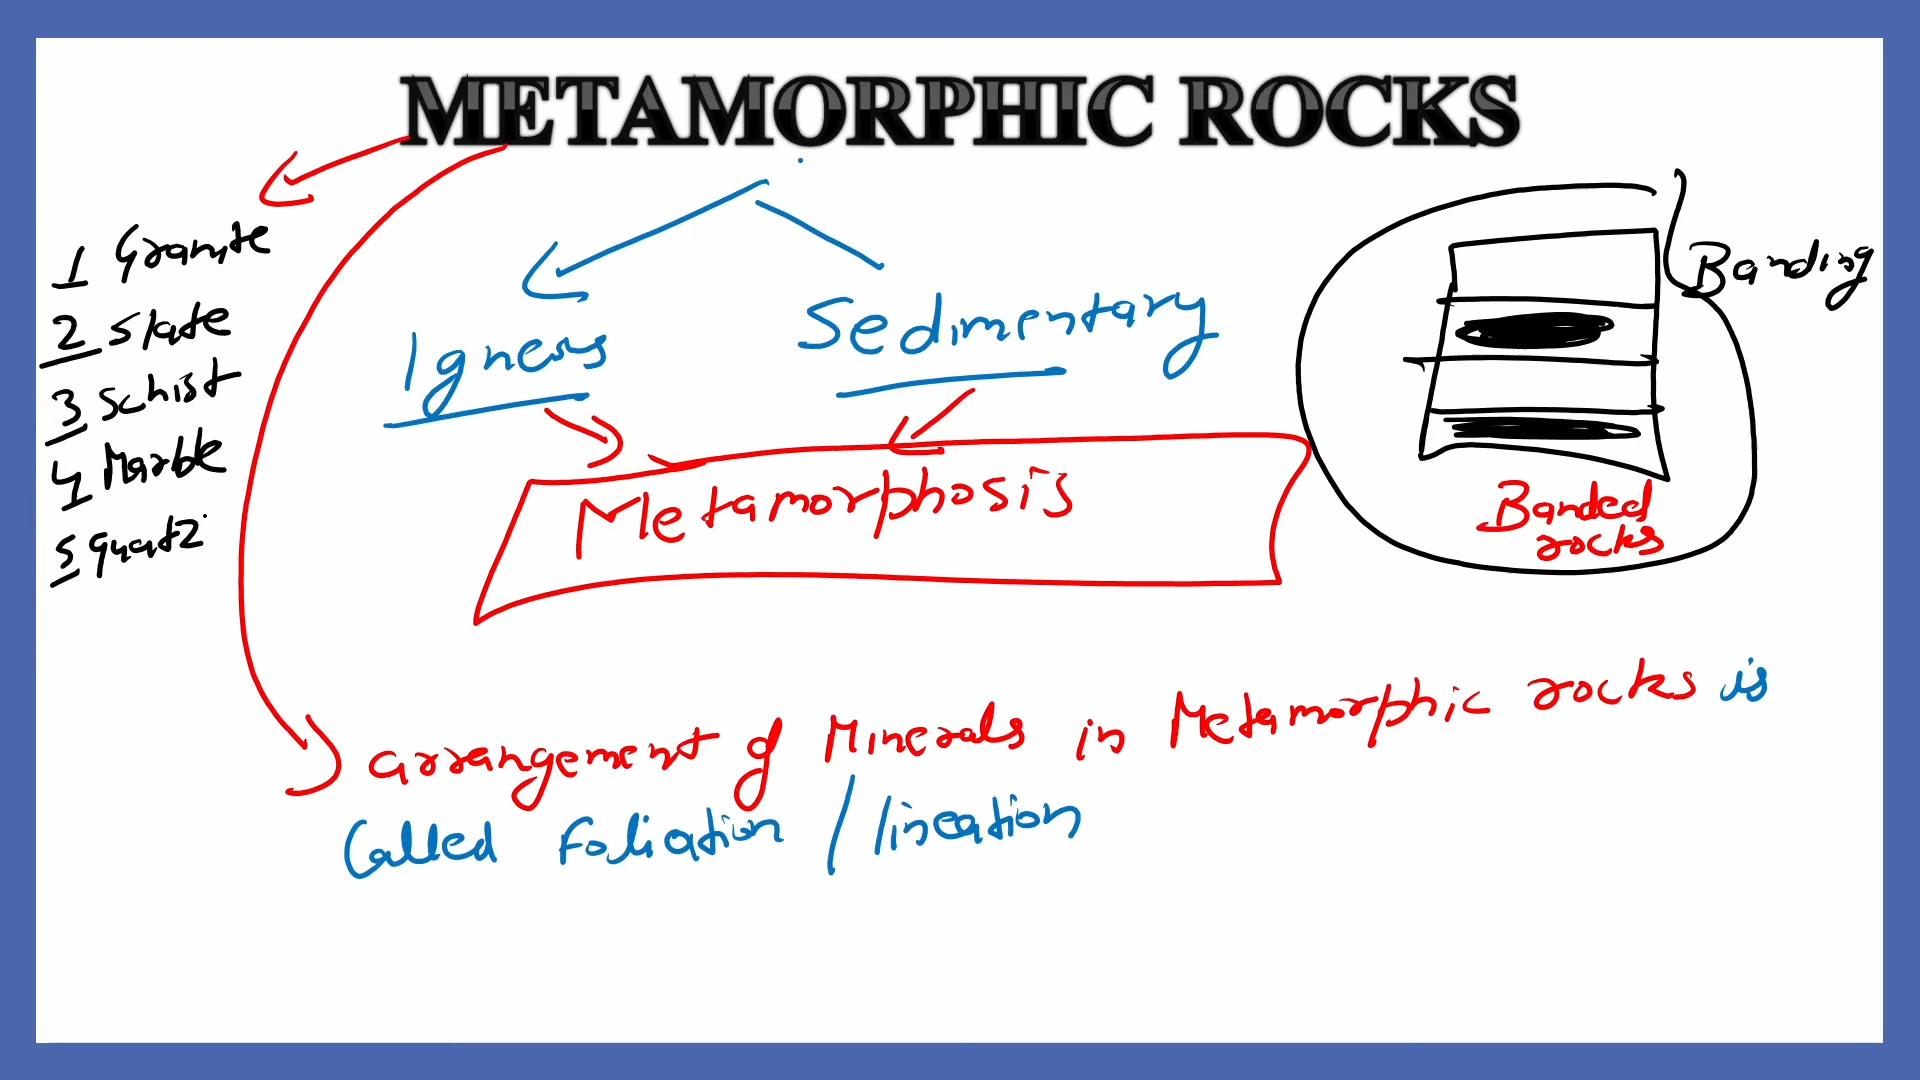 METAMORPHIC ROCKS
1 Granite
2 Slate
3 Schist
4 Marble
5 quartz
Igneous
Sedimentary
Metamorphosis
Banding
Banded
rocks
arrangement of Minerals in Metamorphic rocks is
Called Foliation / lineation